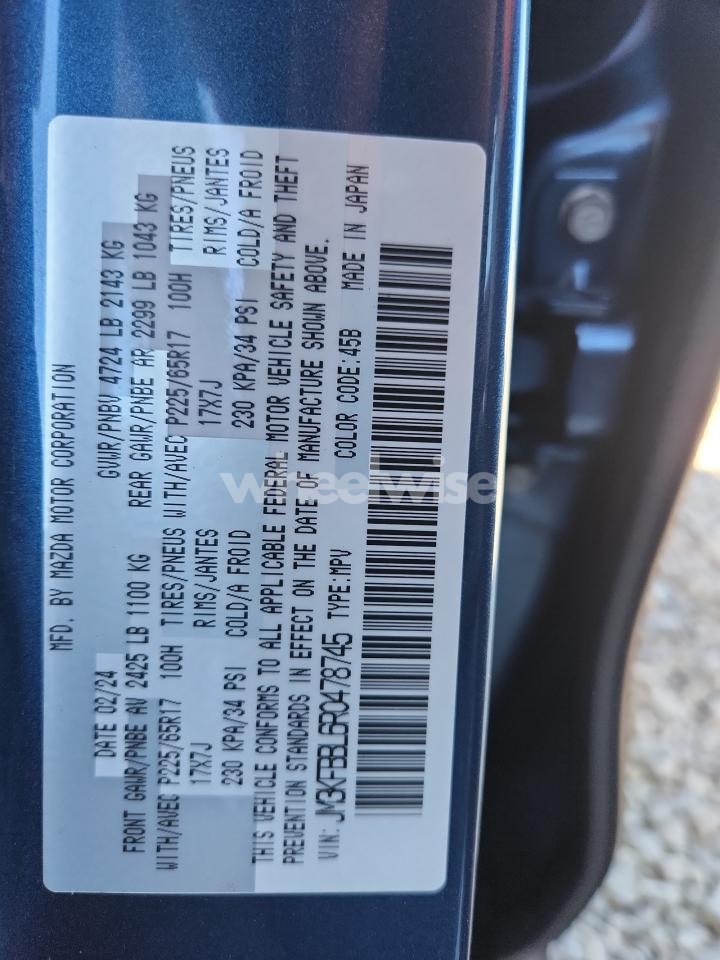 MFD. BY MAZDA MOTOR CORPORATION
DATE 02/24 GVWR/PNBV 4724 LB 2143 KG
FRONT GAWR/PNBE AV 2425 LB 1100 KG REAR GAWR/PNBE AR 2299 LB 1043 KG
WITH/AVEC P225/65R17 100H TIRES/PNEUS WITH/AVEC P225/65R17 100H TIRES/PNEUS
17X7J RIMS/JANTES 17X7J RIMS/JANTES
230 KPA/34 PSI COLD/A FROID 230 KPA/34 PSI COLD/A FROID
THIS VEHICLE CONFORMS TO ALL APPLICABLE FEDERAL MOTOR VEHICLE SAFETY AND THEFT
PREVENTION STANDARDS IN EFFECT ON THE DATE OF MANUFACTURE SHOWN ABOVE.
VIN: JM3KFBBL6R0478745 TYPE:MPV COLOR CODE:45B MADE IN JAPAN
wheelwise